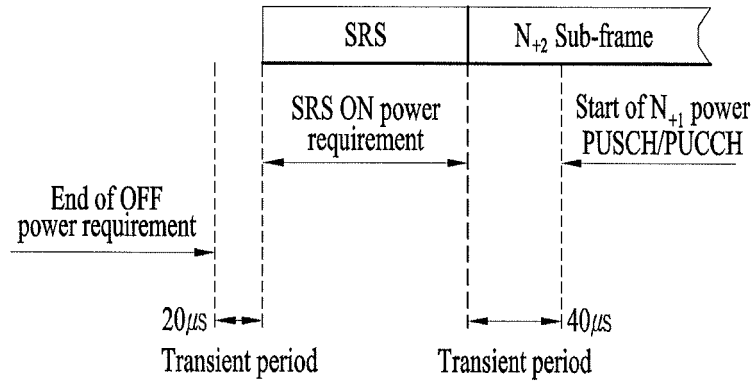 SRS
N+2 Sub-frame
SRS ON power
requirement
Start of N+1 power
PUSCH/PUCCH
End of OFF
power requirement
20μs
40μs
Transient period
Transient period